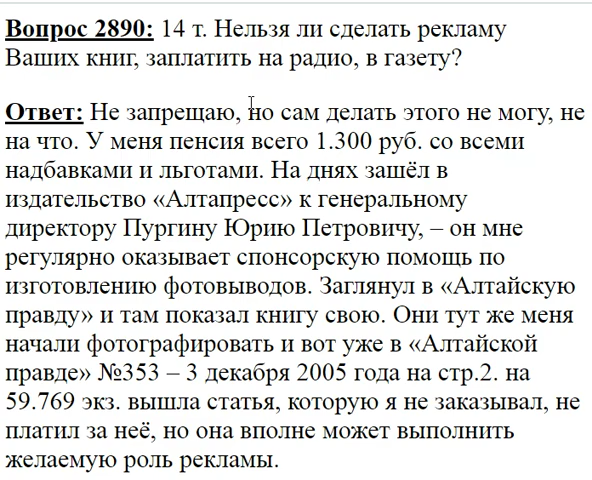 Вопрос 2890: 14 т. Нельзя ли сделать рекламу
Ваших книг, заплатить на радио, в газету?
Ответ: Не запрещаю, но сам делать этого не могу, не
на что. У меня пенсия всего 1.300 руб. со всеми
надбавками и льготами. На днях зашёл в
издательство «Алтапресс» к генеральному
директору Пургину Юрию Петровичу, – он мне
регулярно оказывает спонсорскую помощь по
изготовлению фотовыводов. Заглянул в «Алтайскую
правду» и там показал книгу свою. Они тут же меня
начали фотографировать и вот уже в «Алтайской
правде» №353 – 3 декабря 2005 года на стр.2. на
59.769 экз. вышла статья, которую я не заказывал, не
платил за неё, но она вполне может выполнить
желаемую роль рекламы.